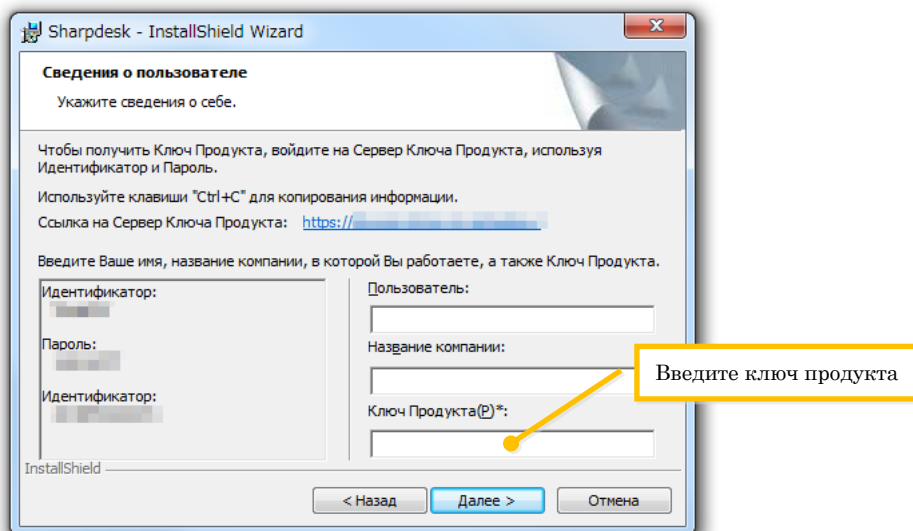 Sharpdesk - InstallShield Wizard
Сведения о пользователе
Укажите сведения о себе.
Чтобы получить Ключ Продукта, войдите на Сервер Ключа Продукта, используя
Идентификатор и Пароль.
Используйте клавиши "Ctrl+C" для копирования информации.
Ссылка на Сервер Ключа Продукта: https://
Введите Ваше имя, название компании, в которой Вы работаете, а также Ключ Продукта.
Идентификатор:
Пароль:
Идентификатор:
Пользователь:
Название компании:
Ключ Продукта(P)*:
Введите ключ продукта
InstallShield
< Назад
Далее >
Отмена